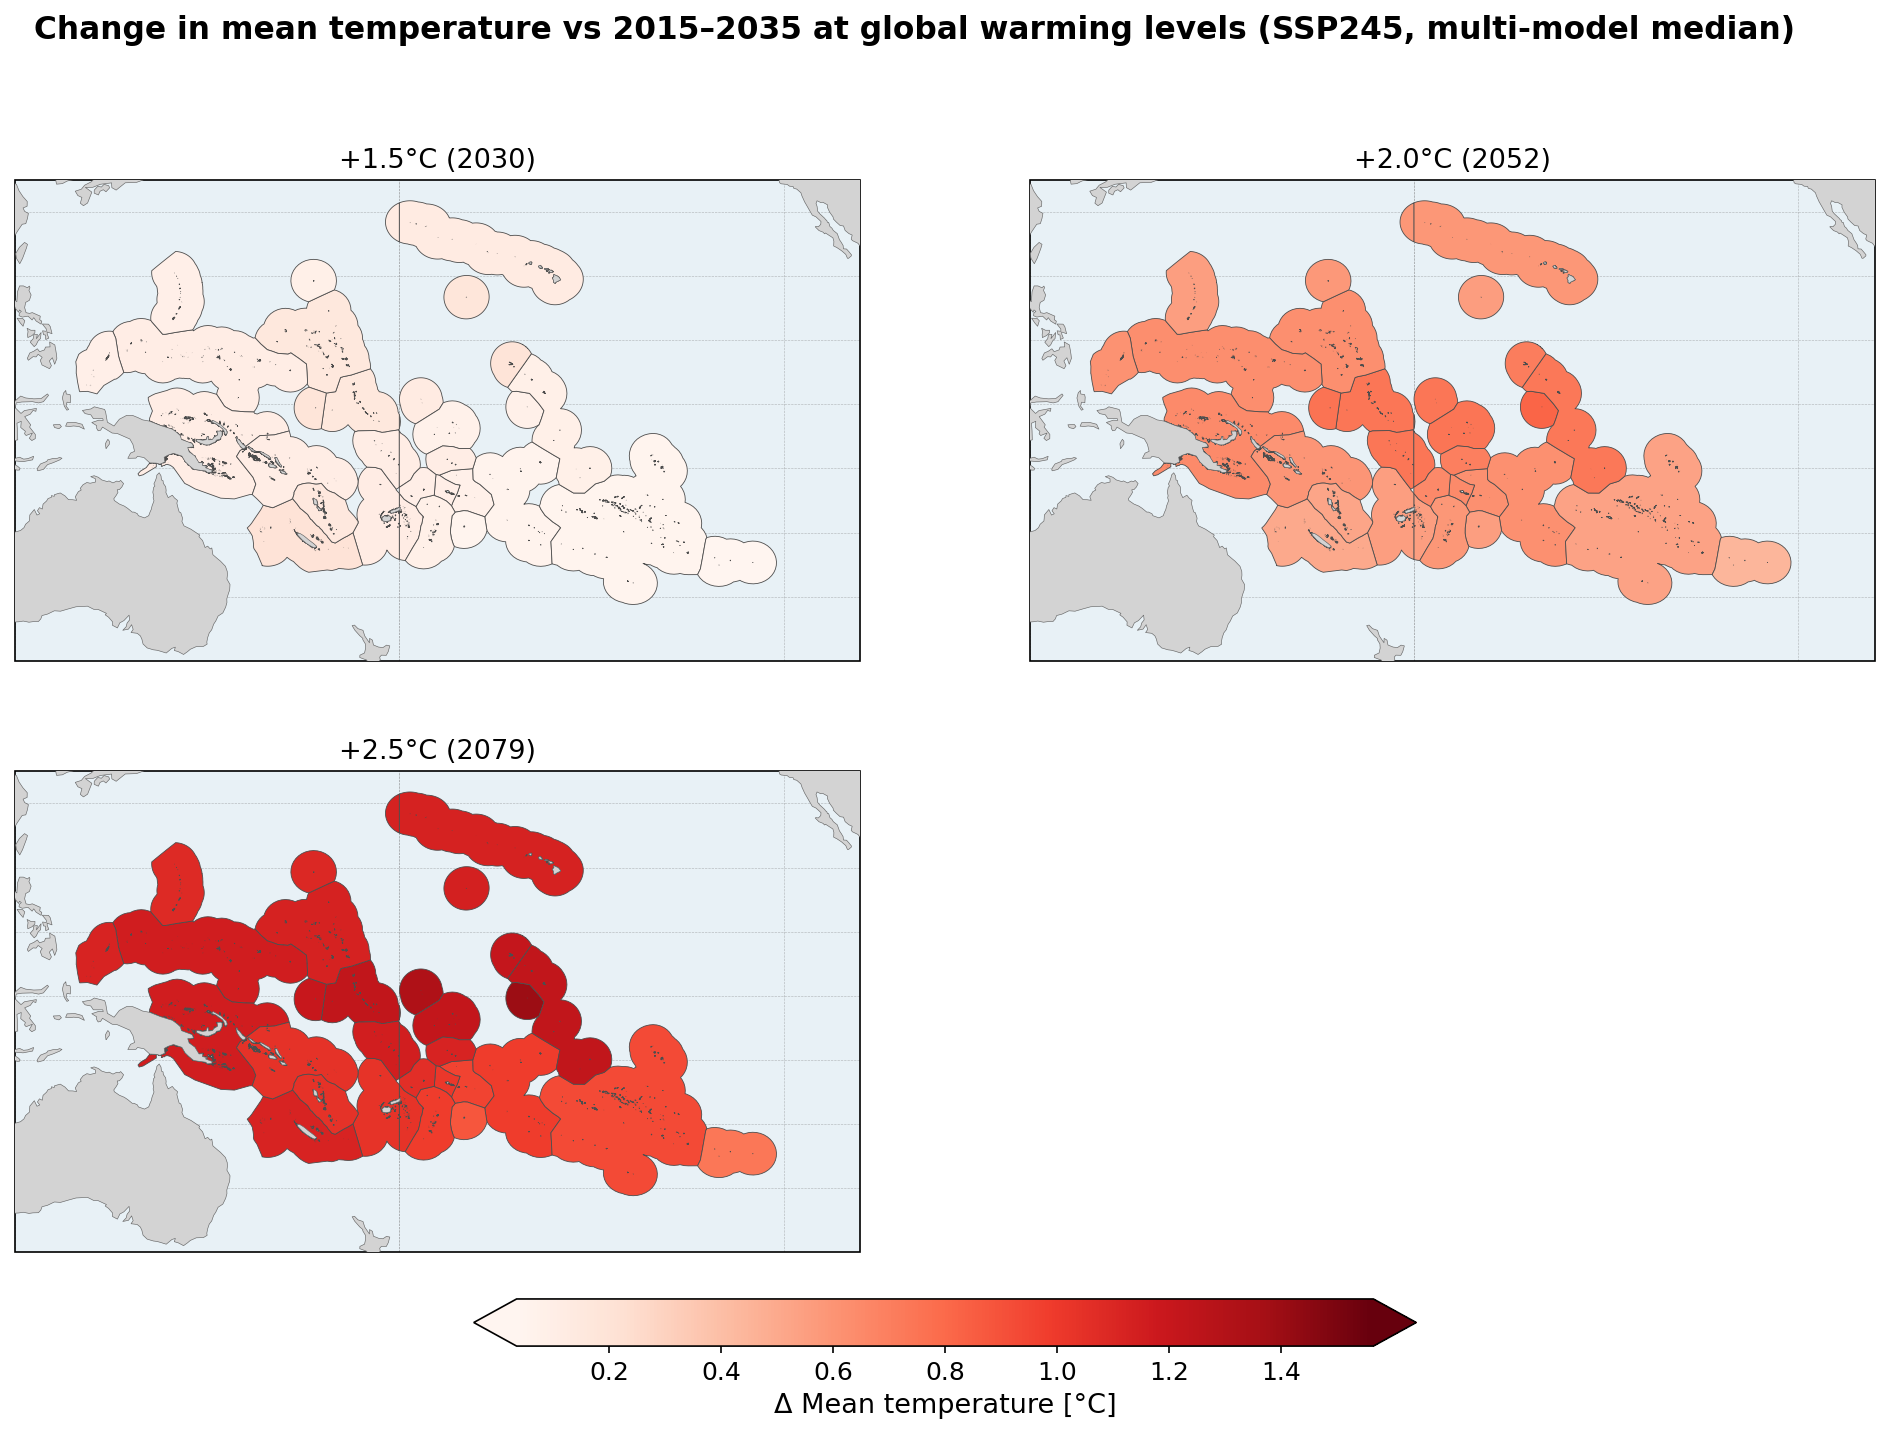 Change in mean temperature vs 2015–2035 at global warming levels (SSP245, multi-model median)
+1.5°C (2030)
+2.0°C (2052)
+2.5°C (2079)
0.2 0.4 0.6 0.8 1.0 1.2 1.4
Δ Mean temperature [°C]